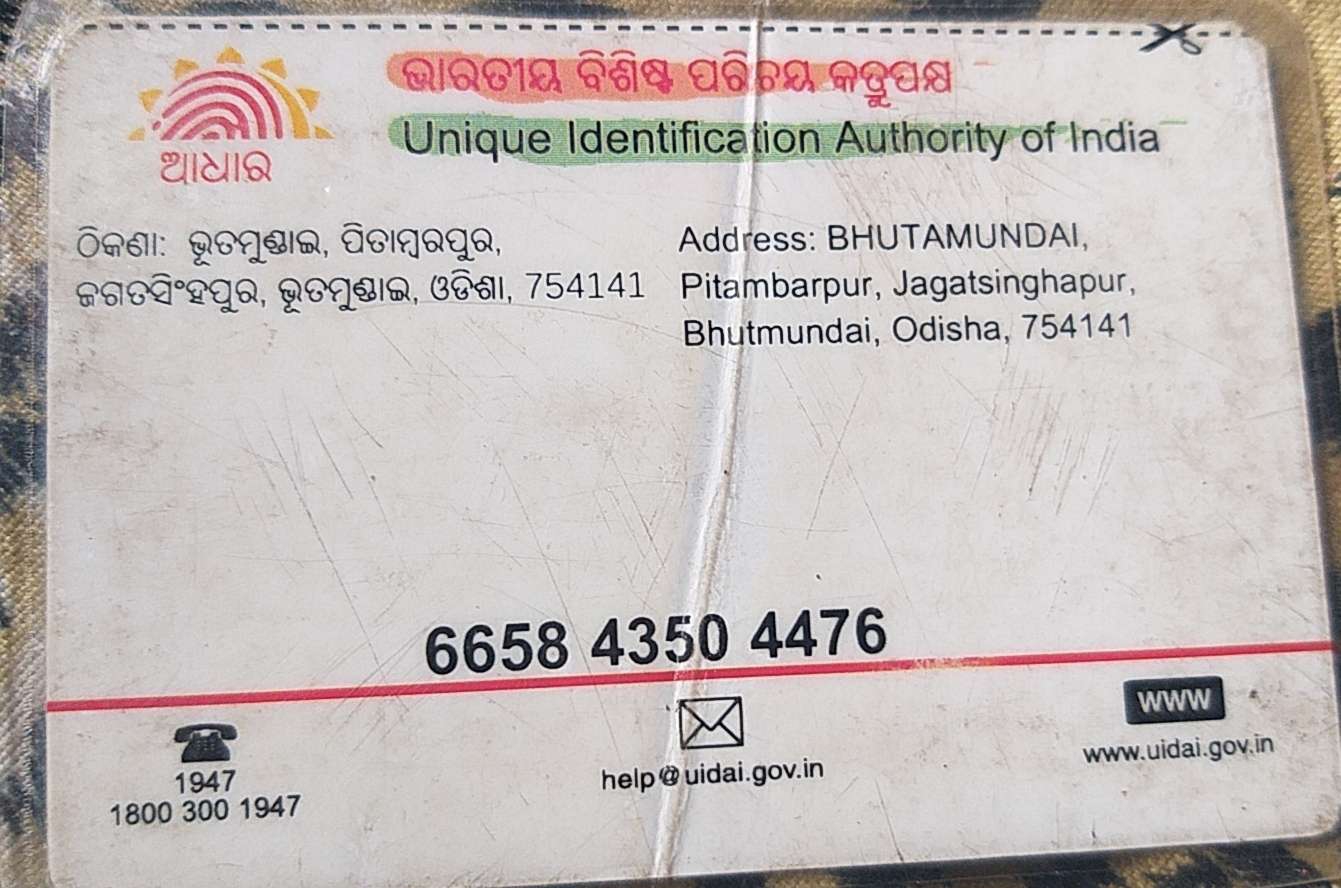 ଭାରତୀୟ ବିଶିଷ୍ଟ ପରିଚୟ କର୍ତ୍ତୃପକ୍ଷ
Unique Identification Authority of India
ଆଧାର
ଠିକଣା: ଭୂତମୁଣ୍ଡାଇ, ପିତାମ୍ବରପୁର,
ଜଗତସିଂହପୁର, ଭୂତମୁଣ୍ଡାଇ, ଓଡିଶା, 754141
Address: BHUTAMUNDAI,
Pitambarpur, Jagatsinghapur,
Bhutmundai, Odisha, 754141
6658 4350 4476
1947
1800 300 1947
help@uidai.gov.in
WWW
www.uidai.gov.in